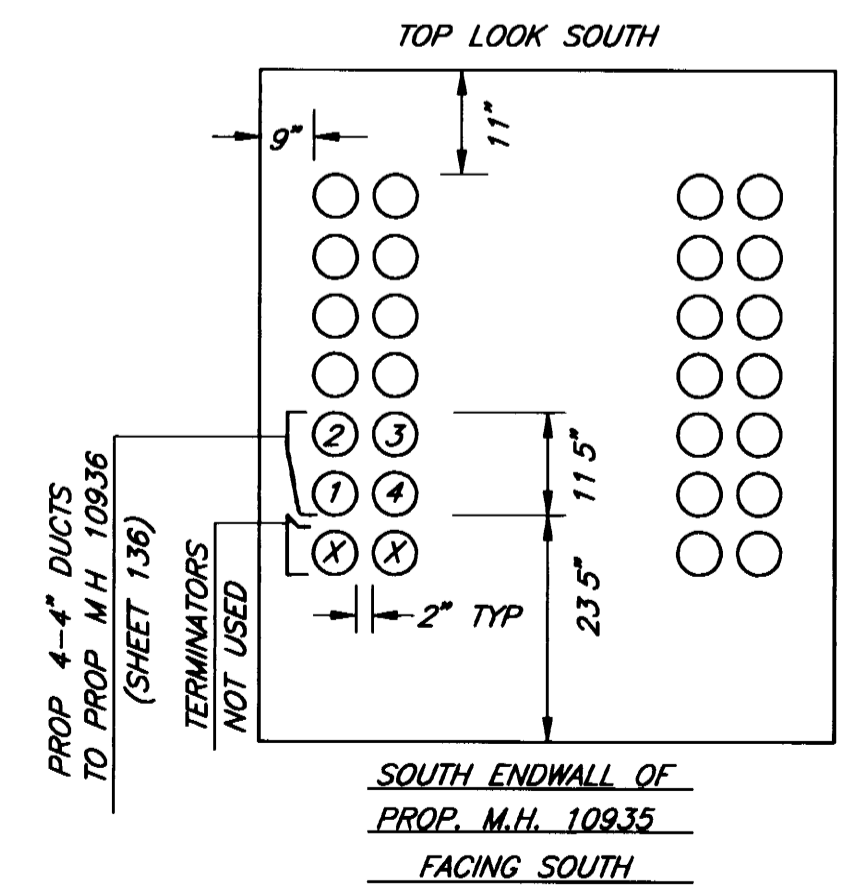 TOP LOOK SOUTH
9"
11"
2 3
1 4
X X
11 5"
23 5"
2" TYP
PROP 4-4" DUCTS
TO PROP M H 10936
(SHEET 136)
TERMINATORS
NOT USED
SOUTH ENDWALL OF
PROP. M.H. 10935
FACING SOUTH